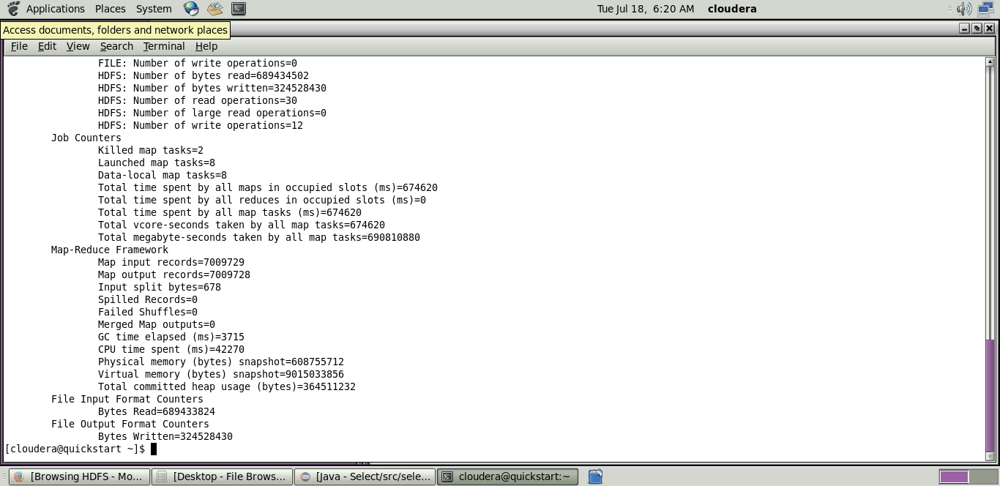 Applications Places System Tue Jul 18, 6:20 AM cloudera
Access documents, folders and network places
File Edit View Search Terminal Help
FILE: Number of write operations=0
HDFS: Number of bytes read=689434502
HDFS: Number of bytes written=324528430
HDFS: Number of read operations=30
HDFS: Number of large read operations=0
HDFS: Number of write operations=12
Job Counters
Killed map tasks=2
Launched map tasks=8
Data-local map tasks=8
Total time spent by all maps in occupied slots (ms)=674620
Total time spent by all reduces in occupied slots (ms)=0
Total time spent by all map tasks (ms)=674620
Total vcore-seconds taken by all map tasks=674620
Total megabyte-seconds taken by all map tasks=690810880
Map-Reduce Framework
Map input records=7009729
Map output records=7009728
Input split bytes=678
Spilled Records=0
Failed Shuffles=0
Merged Map outputs=0
GC time elapsed (ms)=3715
CPU time spent (ms)=42270
Physical memory (bytes) snapshot=608755712
Virtual memory (bytes) snapshot=9015033856
Total committed heap usage (bytes)=364511232
File Input Format Counters
Bytes Read=689433824
File Output Format Counters
Bytes Written=324528430
[cloudera@quickstart ~]$
[Browsing HDFS - Mo... [Desktop - File Brows... [Java - Select/src/sele... cloudera@quickstart:~